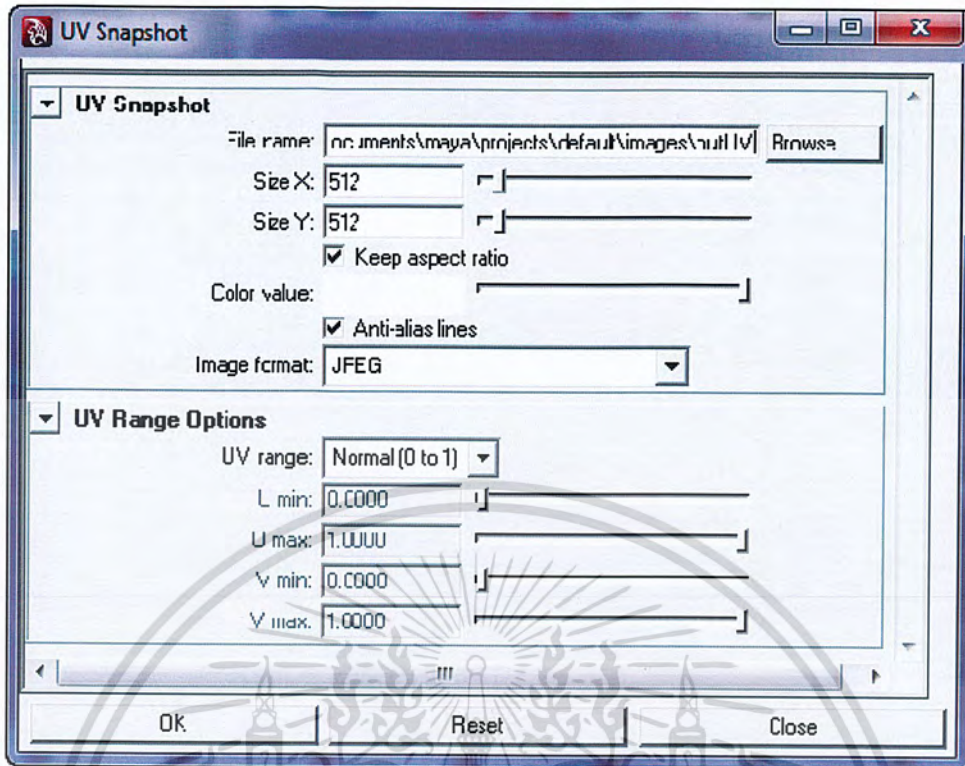 UV Snapshot
UV Snapshot
File name: ocuments\maya\projects\default\images\outUV Browse
Size X: 512
Size Y: 512
Keep aspect ratio
Color value:
Anti-alias lines
Image format: JPEG
UV Range Options
UV range: Normal (0 to 1)
U min: 0.0000
U max: 1.0000
V min: 0.0000
V max: 1.0000
OK Reset Close